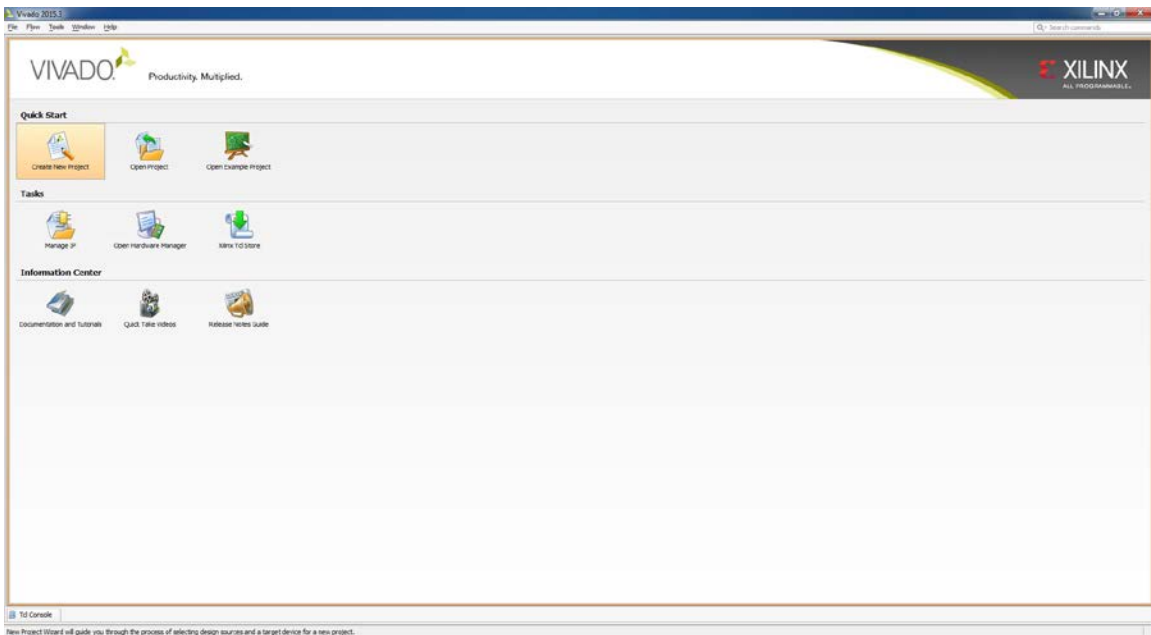 Vivado 2015.3
File Flow Tools Window Help
Search commands
VIVADO.
Productivity. Multiplied.
XILINX
ALL PROGRAMMABLE.
Quick Start
Create New Project
Open Project
Open Example Project
Tasks
Manage IP
Open Hardware Manager
Xilinx Tcl Store
Information Center
Documentation and Tutorials
Quick Take Videos
Release Notes Guide
Tcl Console
New Project Wizard will guide you through the process of selecting design sources and a target device for a new project.